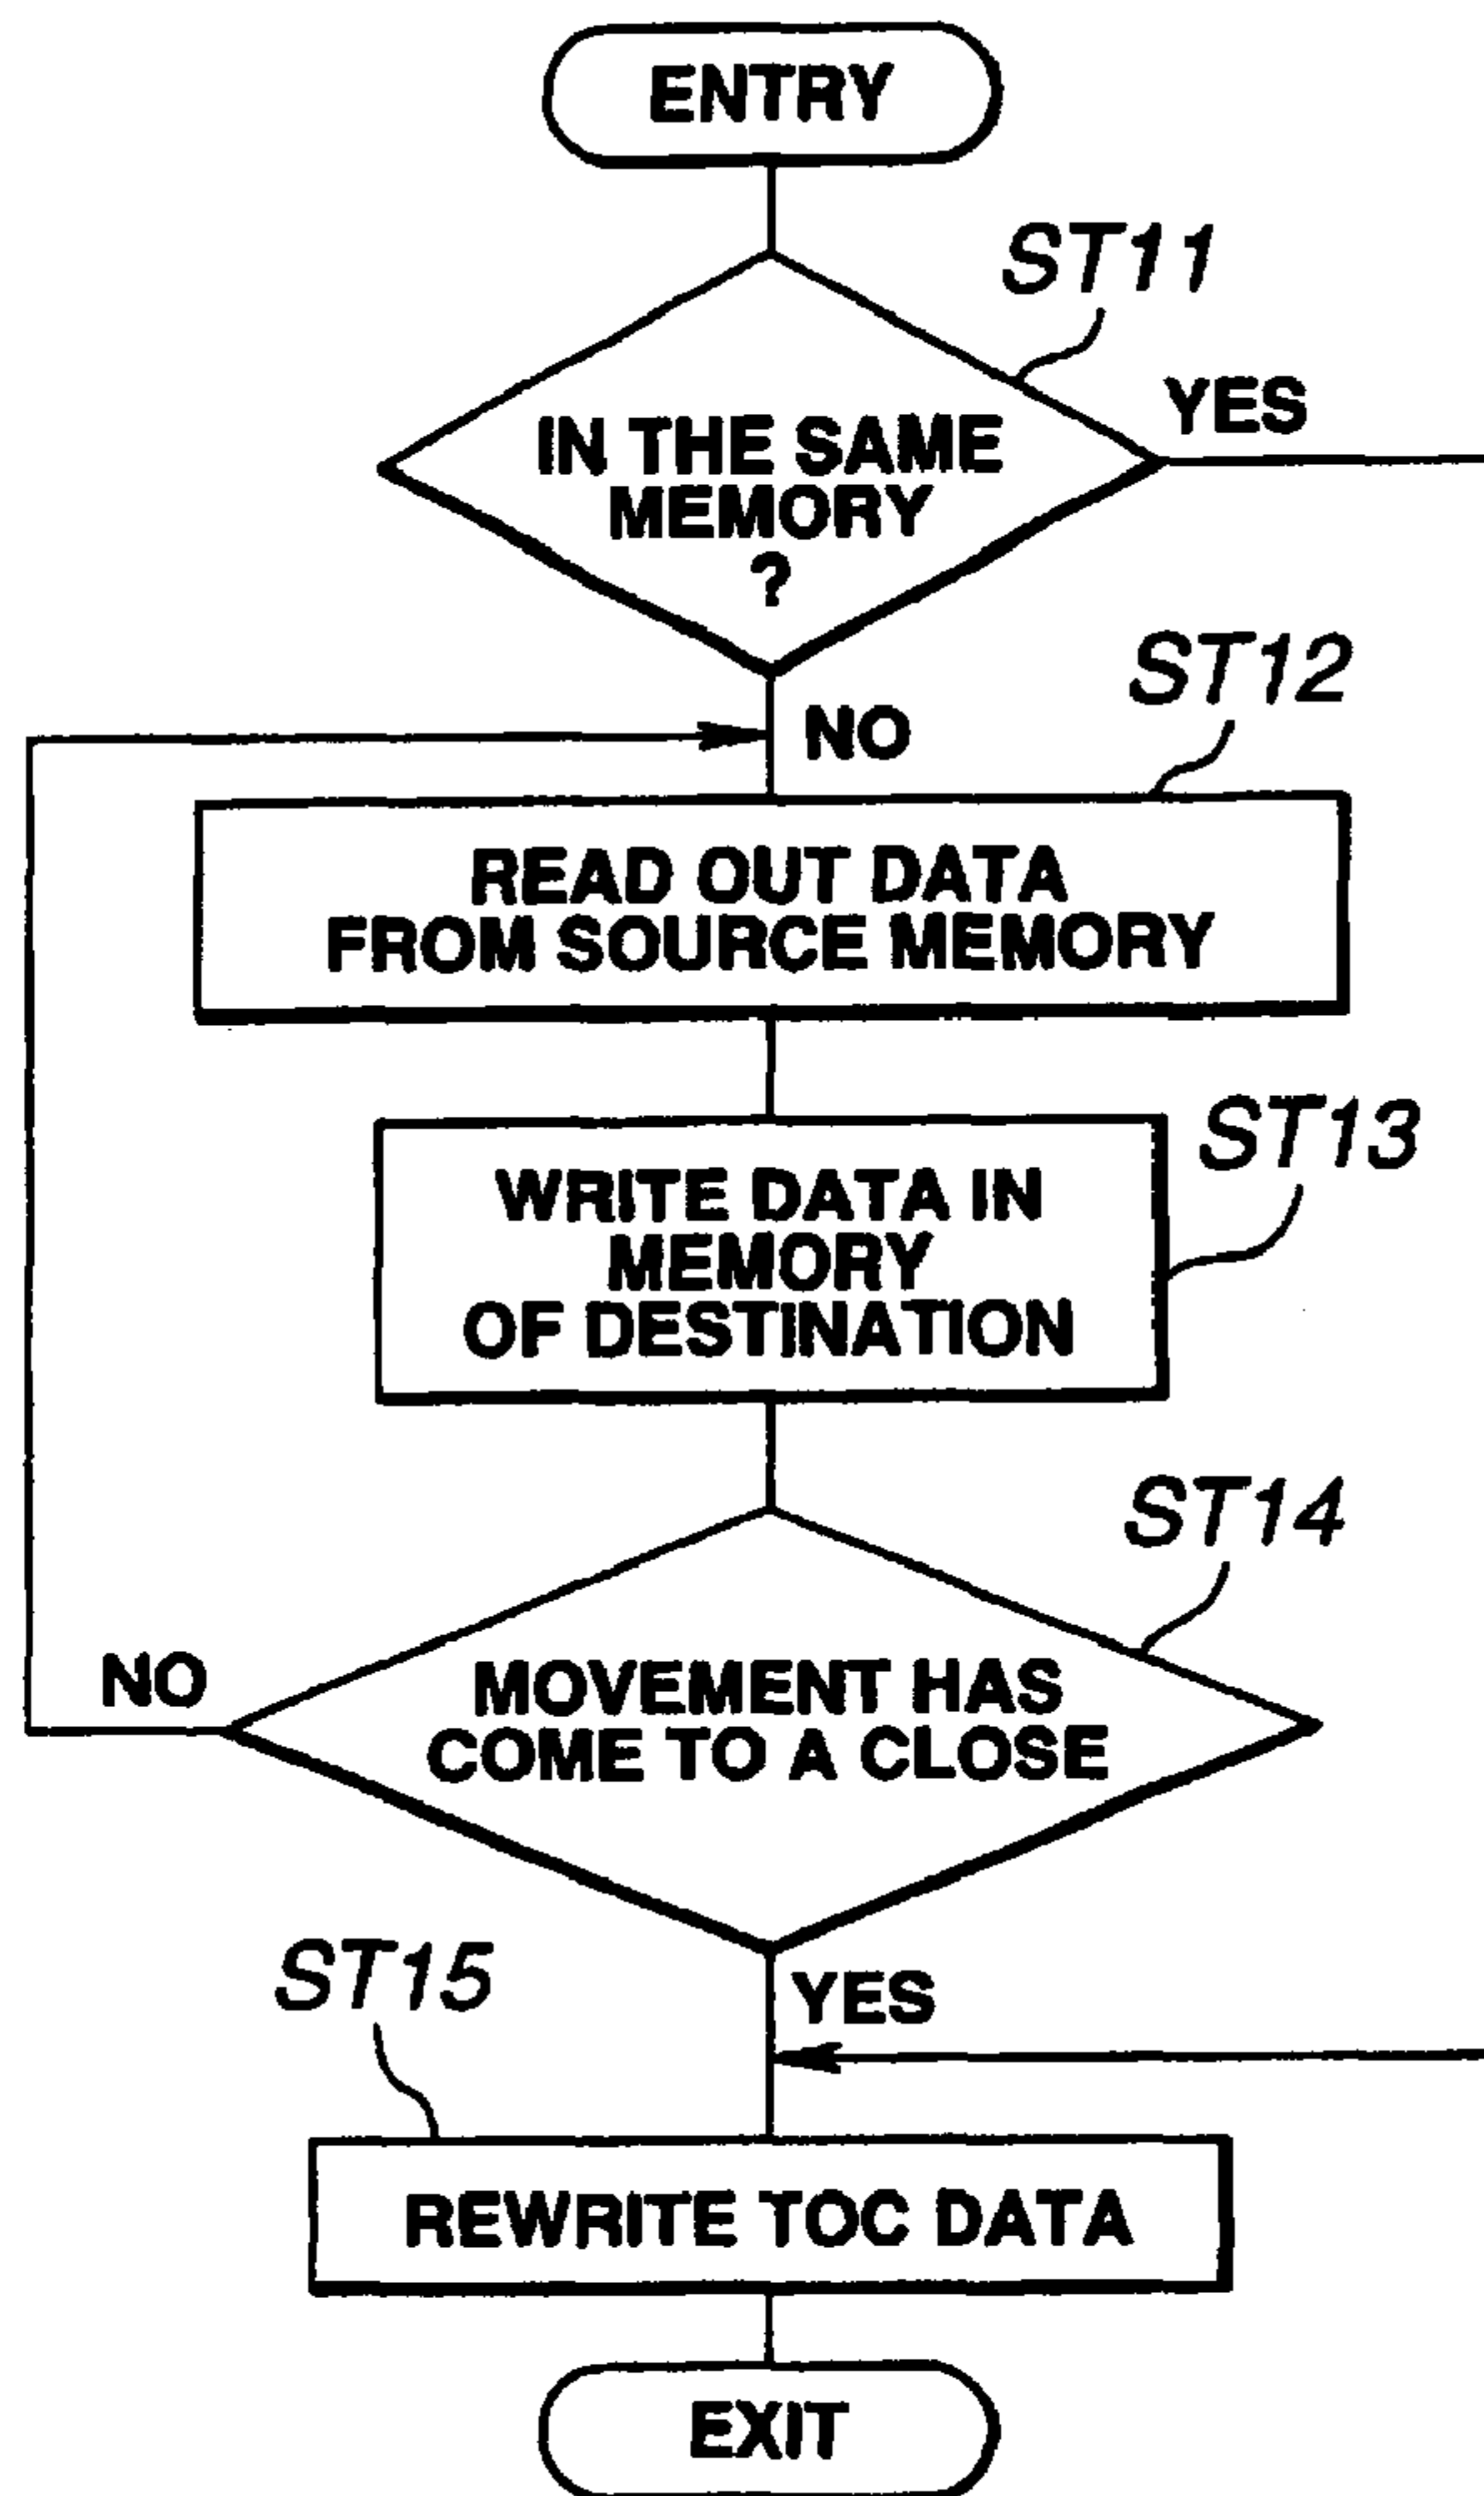 ENTRY
ST11
YES
IN THE SAME
MEMORY
?
ST12
NO
READ OUT DATA
FROM SOURCE MEMORY
ST13
WRITE DATA IN
MEMORY
OF DESTINATION
ST14
NO
MOVEMENT HAS
COME TO A CLOSE
ST15
YES
REWRITE TOC DATA
EXIT